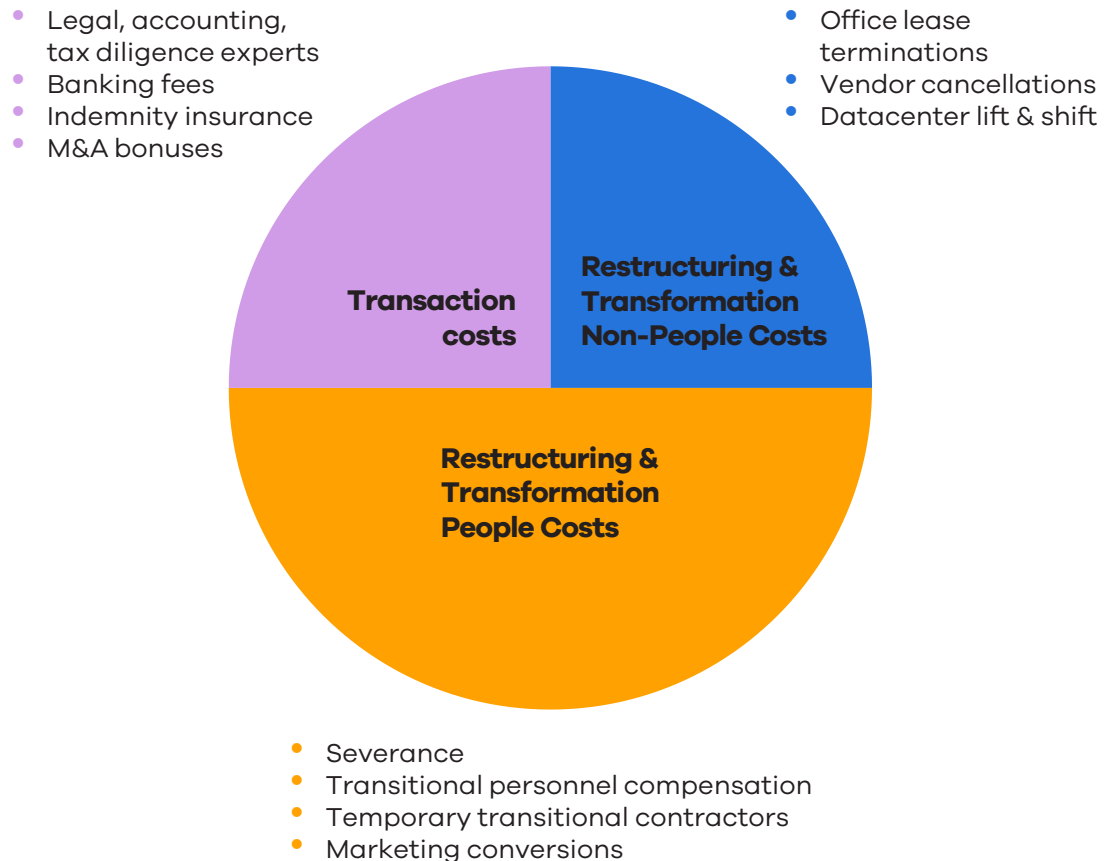 Legal, accounting,
tax diligence experts
Banking fees
Indemnity insurance
M&A bonuses
Office lease
terminations
Vendor cancellations
Datacenter lift & shift
Transaction
costs
Restructuring &
Transformation
Non-People Costs
Restructuring &
Transformation
People Costs
Severance
Transitional personnel compensation
Temporary transitional contractors
Marketing conversions